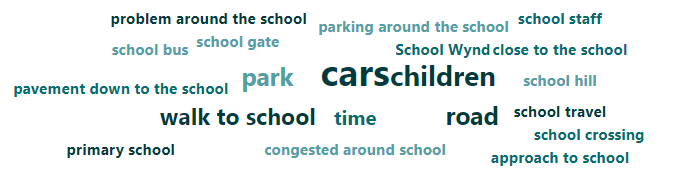 problem around the school
parking around the school
school staff
school bus
school gate
School Wynd
close to the school
park
cars
children
school hill
pavement down to the school
walk to school
time
road
school travel
school crossing
primary school
congested around school
approach to school